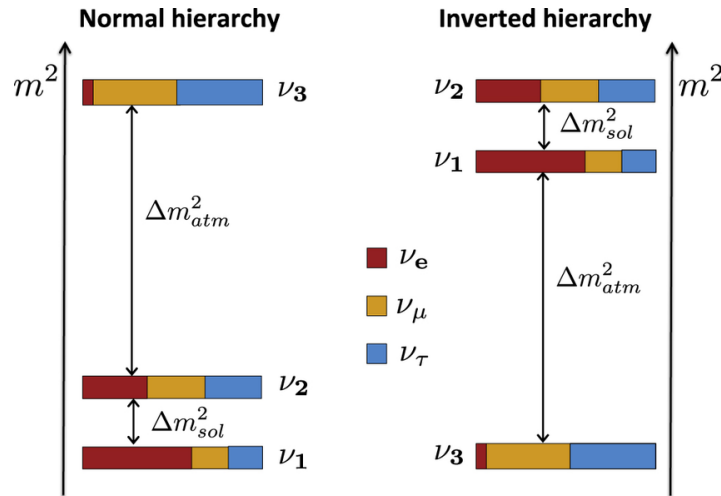 Normal hierarchy
m²
ν₃
Δm²atm
ν₂
Δm²sol
ν₁
νe
νμ
ντ
Inverted hierarchy
m²
ν₂
Δm²sol
ν₁
Δm²atm
ν₃